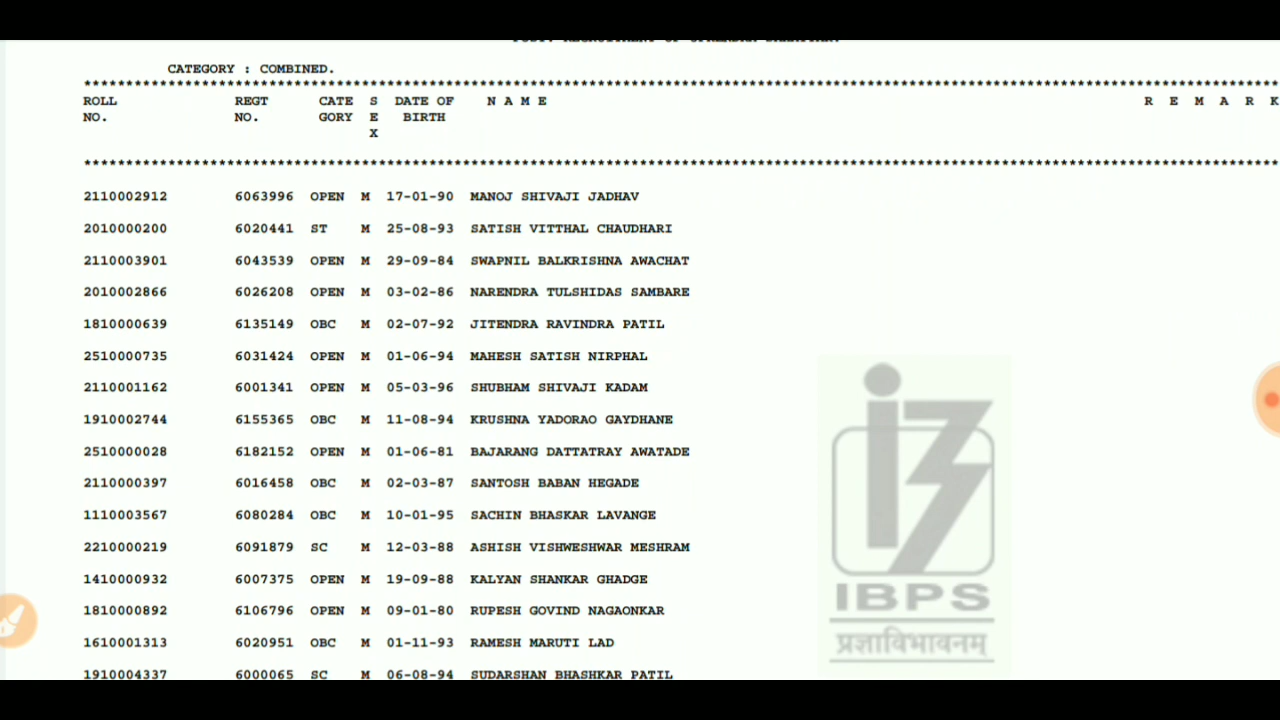 CATEGORY : COMBINED.
ROLL NO. REGT NO. CATE GORY S E X DATE OF BIRTH N A M E R E M A R K
2110002912 6063996 OPEN M 17-01-90 MANOJ SHIVAJI JADHAV
2010000200 6020441 ST M 25-08-93 SATISH VITTHAL CHAUDHARI
2110003901 6043539 OPEN M 29-09-84 SWAPNIL BALKRISHNA AWACHAT
2010002866 6026208 OPEN M 03-02-86 NARENDRA TULSHIDAS SAMBARE
1810000639 6135149 OBC M 02-07-92 JITENDRA RAVINDRA PATIL
2510000735 6031424 OPEN M 01-06-94 MAHESH SATISH NIRPHAL
2110001162 6001341 OPEN M 05-03-96 SHUBHAM SHIVAJI KADAM
1910002744 6155365 OBC M 11-08-94 KRUSHNA YADORAO GAYDHANE
2510000028 6182152 OPEN M 01-06-81 BAJARANG DATTATRAY AWATADE
2110000397 6016458 OBC M 02-03-87 SANTOSH BABAN HEGADE
1110003567 6080284 OBC M 10-01-95 SACHIN BHASKAR LAVANGE
2210000219 6091879 SC M 12-03-88 ASHISH VISHWESHWAR MESHRAM
1410000932 6007375 OPEN M 19-09-88 KALYAN SHANKAR GHADGE
1810000892 6106796 OPEN M 09-01-80 RUPESH GOVIND NAGAONKAR
1610001313 6020951 OBC M 01-11-93 RAMESH MARUTI LAD
1910004337 6000065 SC M 06-08-94 SUDARSHAN BHASHKAR PATIL
IBPS
प्रज्ञाविभावनम्